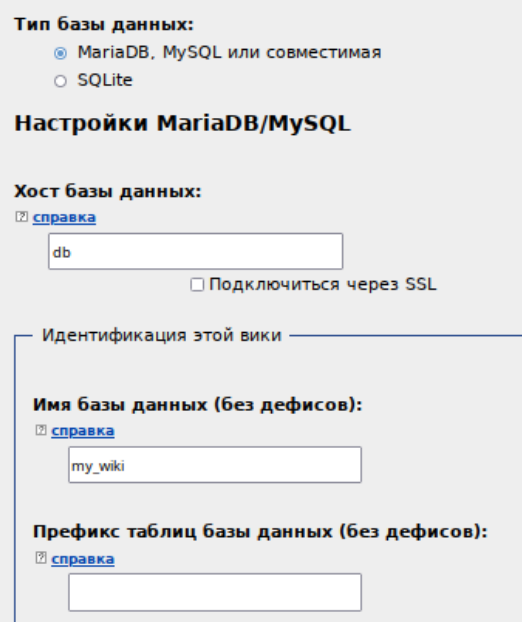 Тип базы данных:
MariaDB, MySQL или совместимая
SQLite
Настройки MariaDB/MySQL
Хост базы данных:
? справка
db
Подключиться через SSL
Идентификация этой вики
Имя базы данных (без дефисов):
? справка
my_wiki
Префикс таблиц базы данных (без дефисов):
? справка